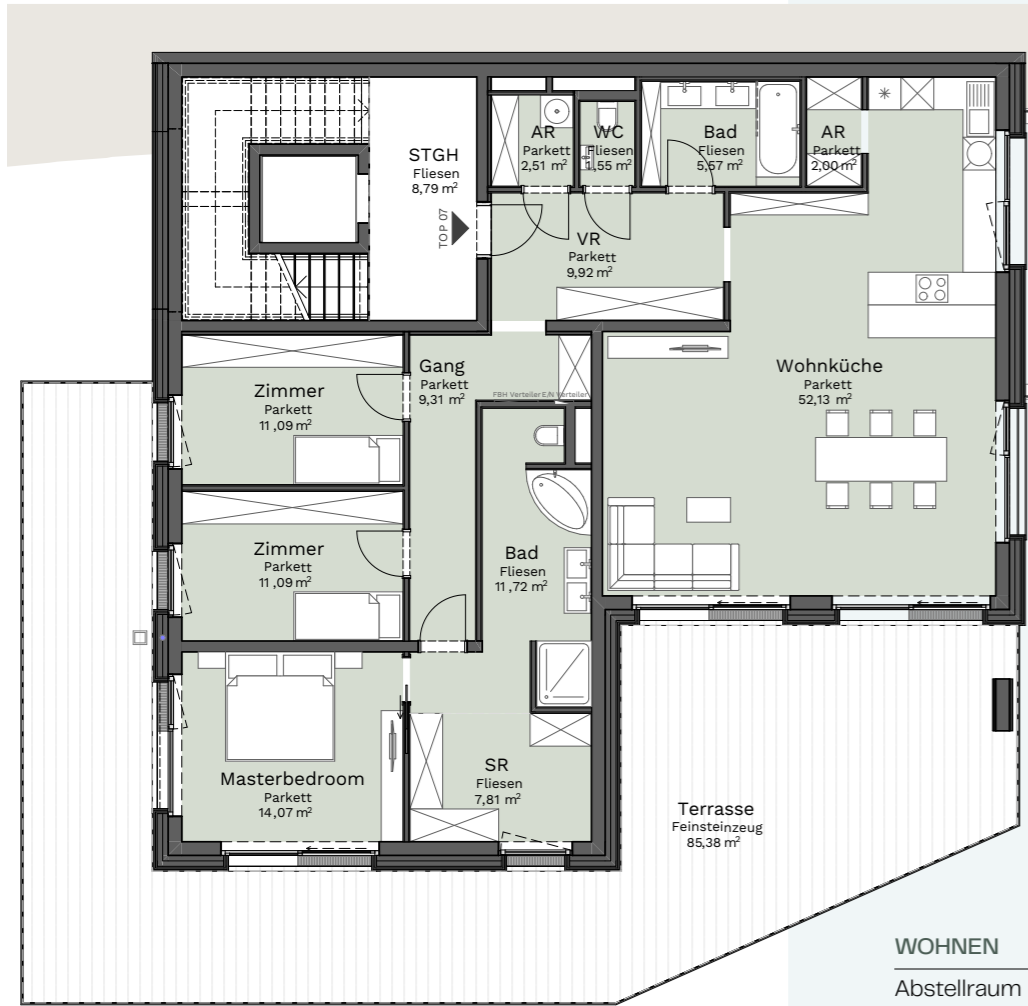 STGH
Fliesen
8,79 m²
TOP 07
AR
Parkett
2,51 m²
WC
Fliesen
1,55 m²
Bad
Fliesen
5,57 m²
AR
Parkett
2,00 m²
VR
Parkett
9,92 m²
Zimmer
Parkett
11,09 m²
Gang
Parkett
9,31 m²
FBH Verteiler E/N Verteiler
Wohnküche
Parkett
52,13 m²
Zimmer
Parkett
11,09 m²
Bad
Fliesen
11,72 m²
Masterbedroom
Parkett
14,07 m²
SR
Fliesen
7,81 m²
Terrasse
Feinsteinzeug
85,38 m²
WOHNEN
Abstellraum